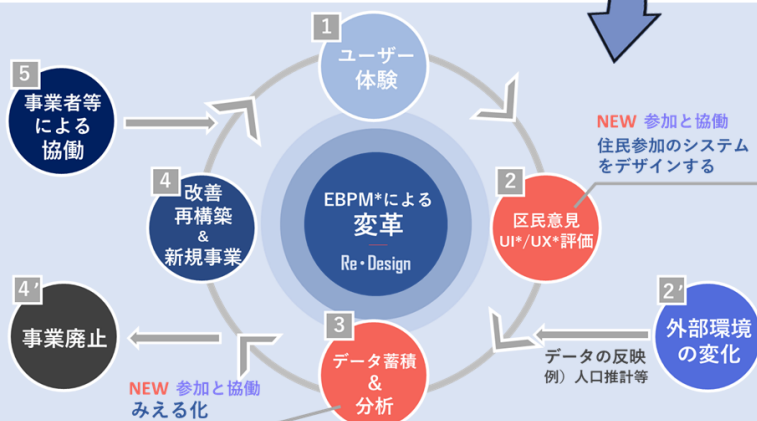 1
ユーザー
体験
5
事業者等
による
協働
NEW 参加と協働
住民参加のシステム
をデザインする
4
改善
再構築
&
新規事業
EBPM*による
変革
Re・Design
2
区民意見
UI*/UX*評価
4’
事業廃止
3
データ蓄積
&
分析
2’
外部環境
の変化
データの反映
例）人口推計等
NEW 参加と協働
みえる化